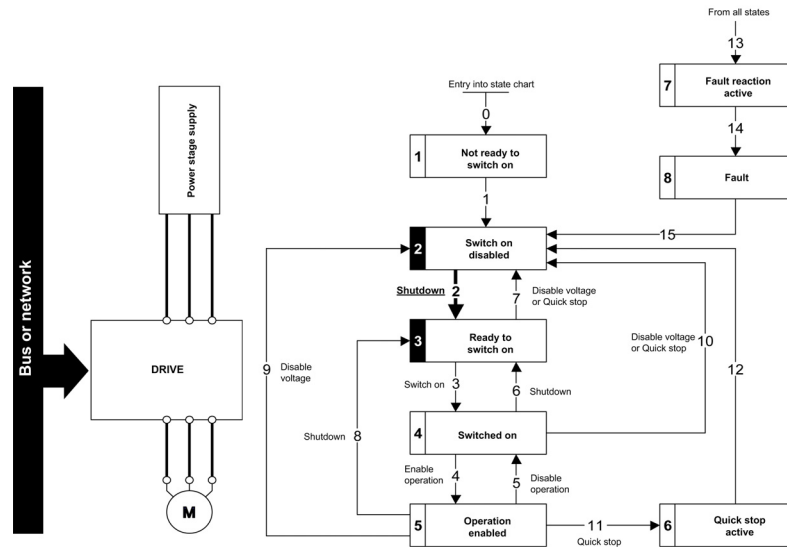 From all states
13
7
Fault reaction
active
14
8
Fault
15
Entry into state chart
0
1
Not ready to
switch on
1
2
Switch on
disabled
Shutdown 2
7
Disable voltage
or Quick stop
3
Ready to
switch on
Switch on 3
6 Shutdown
4
Switched on
Enable
operation
4
5
Disable
operation
5
Operation
enabled
11
Quick stop
6
Quick stop
active
Disable voltage
or Quick stop
10
12
9 Disable
voltage
Shutdown 8
Bus or network
Power stage supply
DRIVE
M